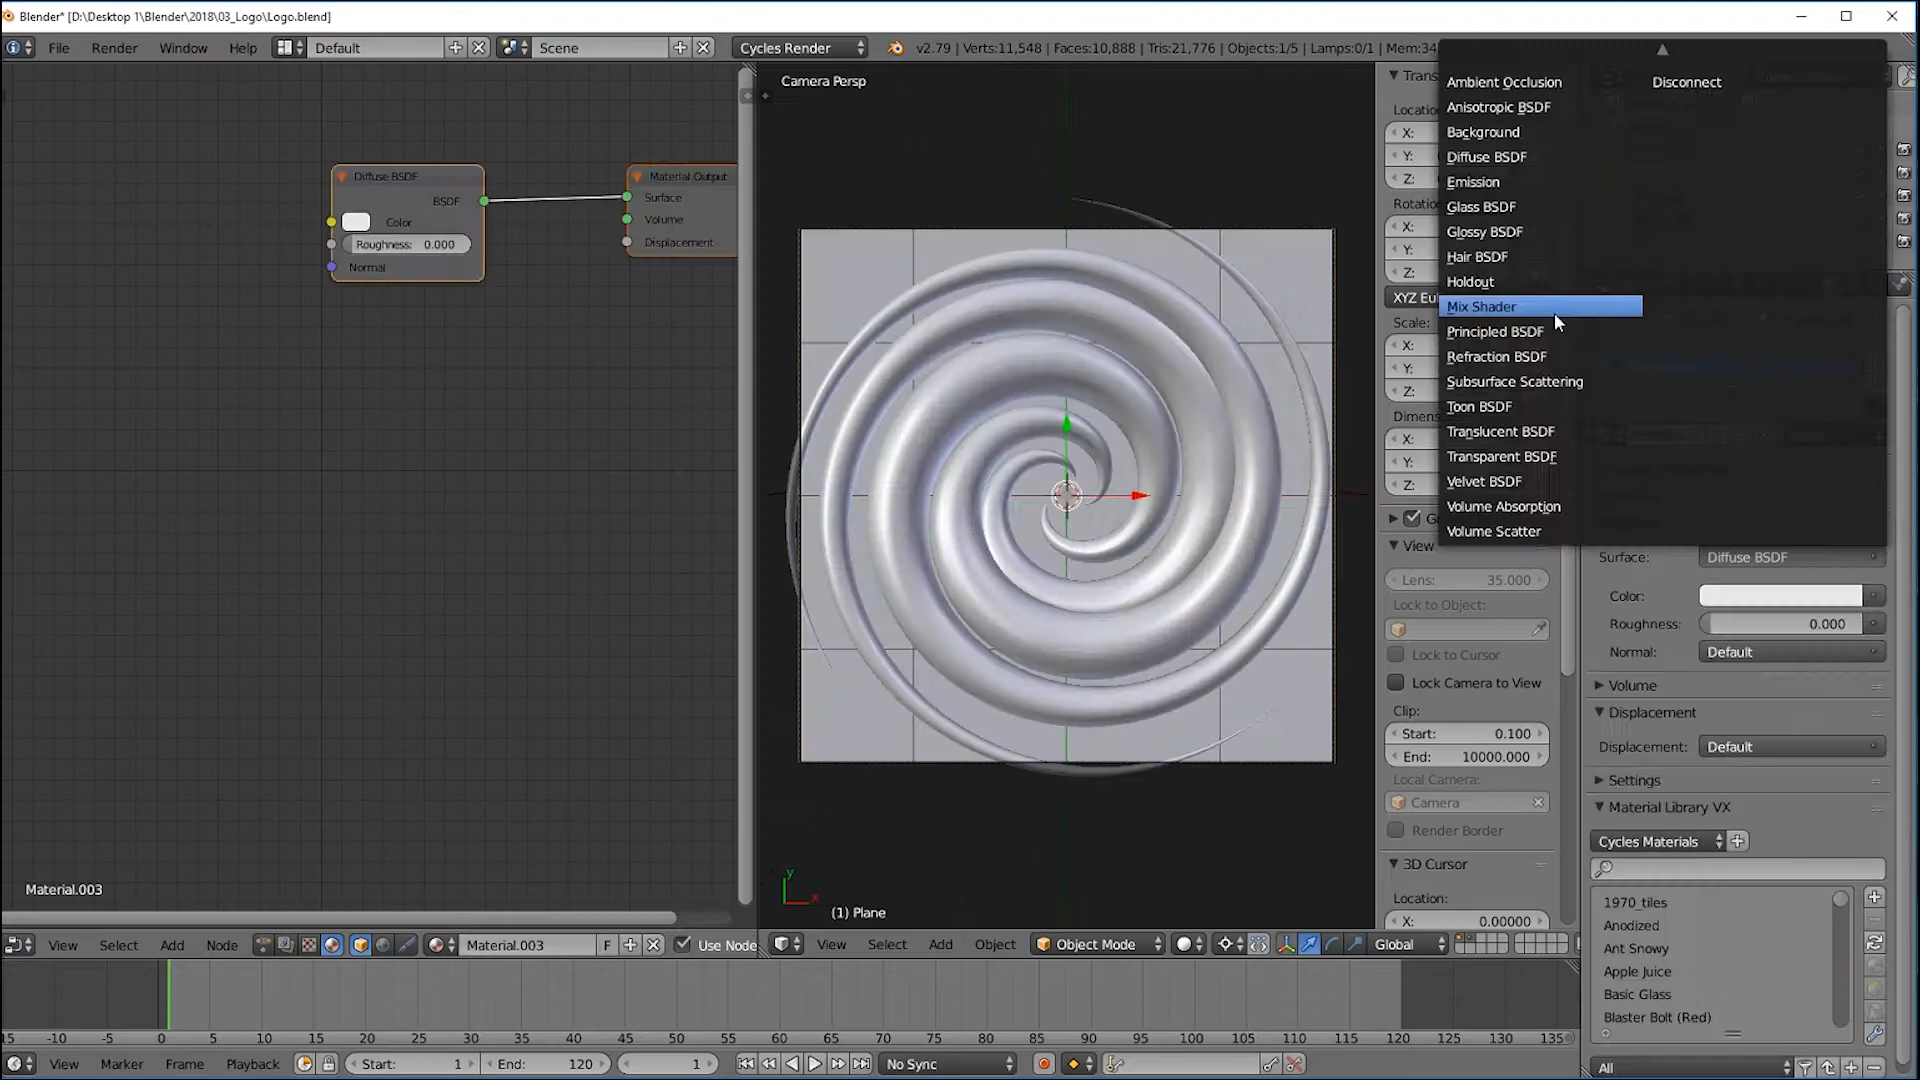 Blender* [D:\Desktop 1\Blender\2018\03_Logo\Logo.blend]
File Render Window Help Default Scene Cycles Render v2.79 | Verts:11,548 | Faces:10,888 | Tris:21,776 | Objects:1/5 | Lamps:0/1 | Mem:34
Camera Persp
Diffuse BSDF
BSDF
Color
Roughness: 0.000
Normal
Material Output
Surface
Volume
Displacement
Material.003
(1) Plane
y
x
Trans
Locatio
X:
Y:
Z:
Rotatio
X:
Y:
Z:
XYZ Eu
Scale:
X:
Y:
Z:
Dimens
X:
Y:
Z:
View
Lens: 35.000
Lock to Object:
Lock to Cursor
Lock Camera to View
Clip:
Start: 0.100
End: 10000.000
Local Camera:
Camera
Render Border
3D Cursor
Location:
X: 0.00000
Ambient Occlusion
Anisotropic BSDF
Background
Diffuse BSDF
Emission
Glass BSDF
Glossy BSDF
Hair BSDF
Holdout
Mix Shader
Principled BSDF
Refraction BSDF
Subsurface Scattering
Toon BSDF
Translucent BSDF
Transparent BSDF
Velvet BSDF
Volume Absorption
Volume Scatter
Disconnect
Surface: Diffuse BSDF
Color:
Roughness: 0.000
Normal: Default
Volume
Displacement
Displacement: Default
Settings
Material Library VX
Cycles Materials
1970_tiles
Anodized
Ant Snowy
Apple Juice
Basic Glass
Blaster Bolt (Red)
All
View Select Add Node Material.003 F Use Node
View Select Add Object Object Mode Global
15 -10 -5 0 5 10 15 20 25 30 35 40 45 50 55 60 65 70 75 80 85 90 95 100 105 110 115 120 125 130 135
View Marker Frame Playback Start: 1 End: 120 1 No Sync